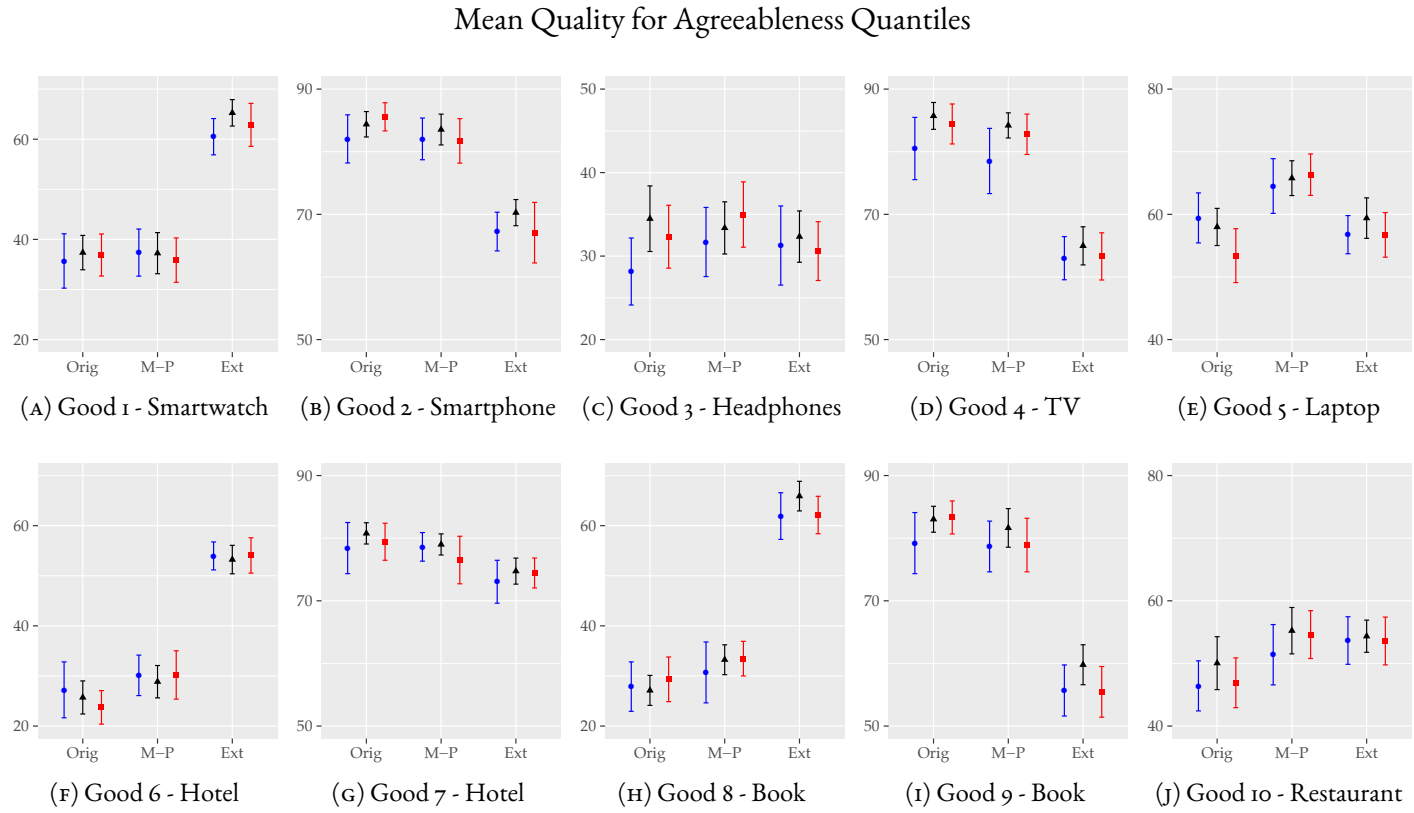 Mean Quality for Agreeableness Quantiles
60
40
20
Orig M–P Ext
(A) Good 1 - Smartwatch
90
70
50
Orig M–P Ext
(B) Good 2 - Smartphone
50
40
30
20
Orig M–P Ext
(C) Good 3 - Headphones
90
70
50
Orig M–P Ext
(D) Good 4 - TV
80
60
40
Orig M–P Ext
(E) Good 5 - Laptop
60
40
20
Orig M–P Ext
(F) Good 6 - Hotel
90
70
50
Orig M–P Ext
(G) Good 7 - Hotel
60
40
20
Orig M–P Ext
(H) Good 8 - Book
90
70
50
Orig M–P Ext
(I) Good 9 - Book
80
60
40
Orig M–P Ext
(J) Good 10 - Restaurant